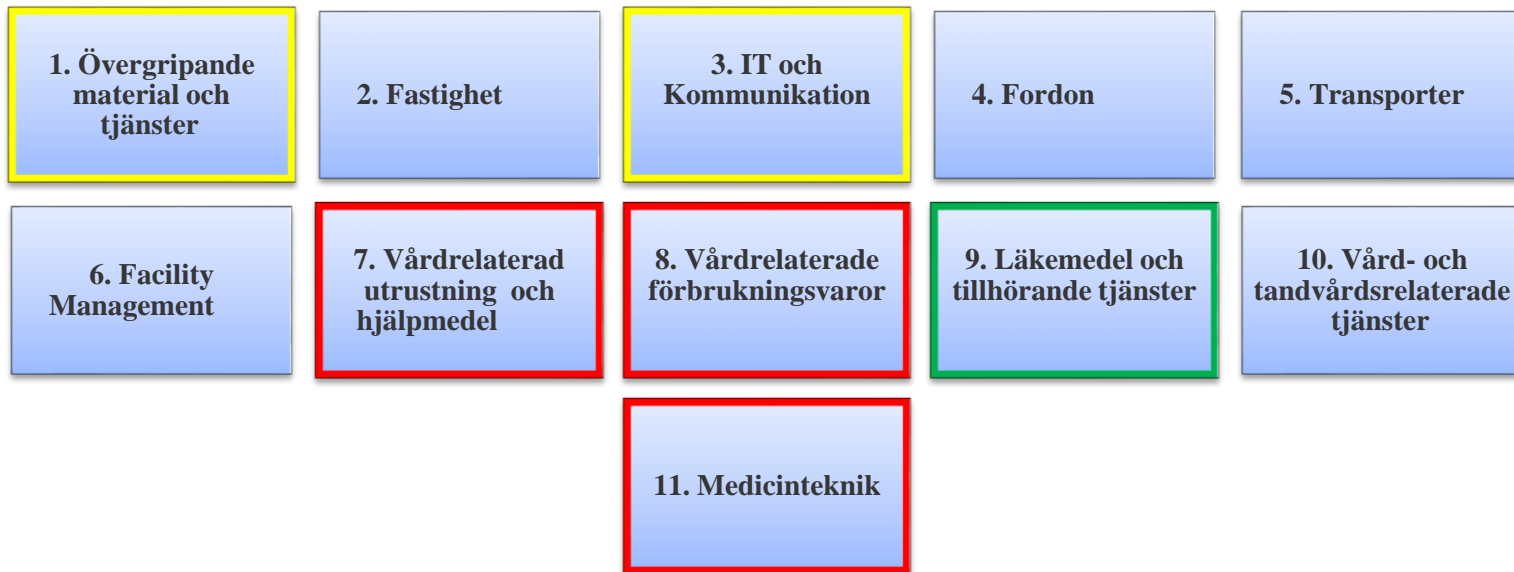 1. Övergripande
material och
tjänster
2. Fastighet
3. IT och
Kommunikation
4. Fordon
5. Transporter
6. Facility
Management
7. Vårdrelaterad
utrustning och
hjälpmedel
8. Vårdrelaterade
förbrukningsvaror
9. Läkemedel och
tillhörande tjänster
10. Vård- och
tandvårdsrelaterade
tjänster
11. Medicinteknik